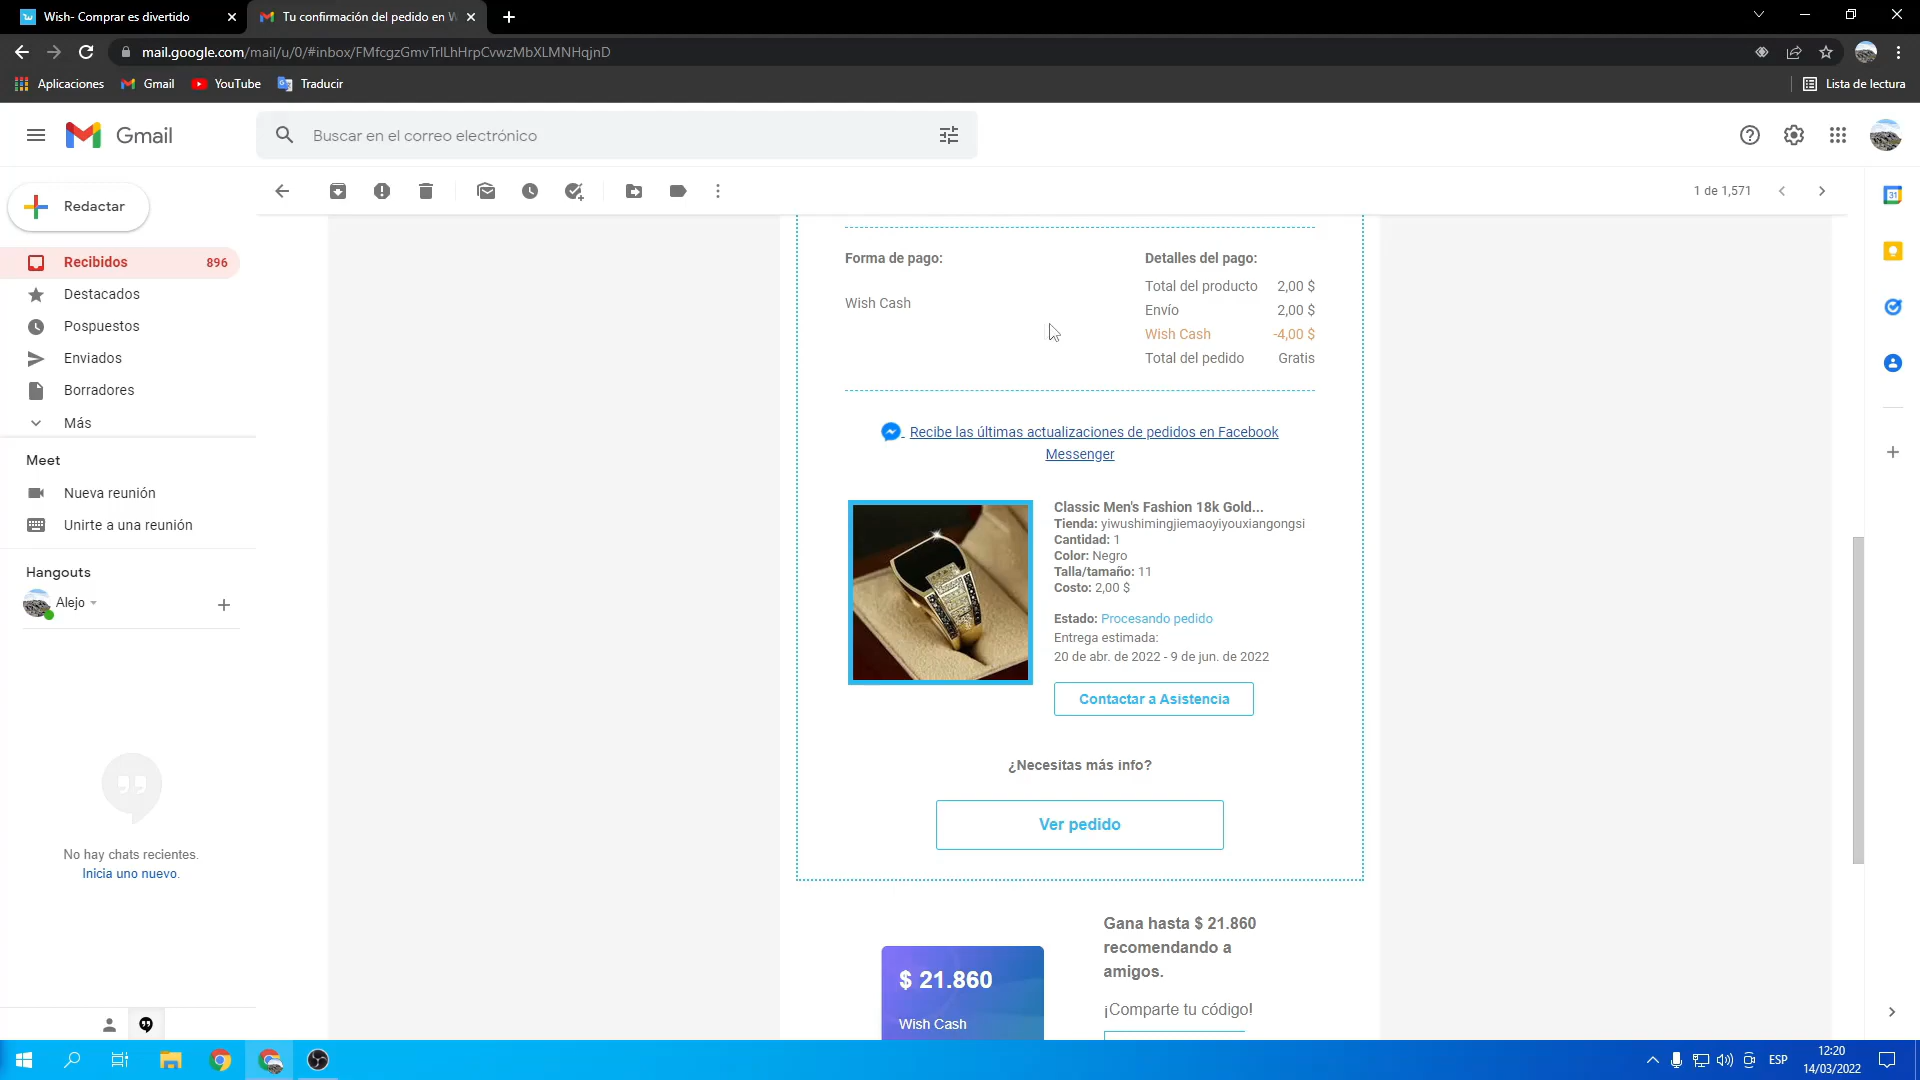 Wish- Comprar es divertido
Tu confirmación del pedido en W
mail.google.com/mail/u/0/#inbox/FMfcgzGmvTrlLhHrpCvwzMbXLMNHqjnD
Aplicaciones
Gmail
YouTube
Traducir
Lista de lectura
Gmail
Buscar en el correo electrónico
Redactar
1 de 1,571
Recibidos 896
Destacados
Pospuestos
Enviados
Borradores
Más
Meet
Nueva reunión
Unirte a una reunión
Hangouts
Alejo
No hay chats recientes.
Inicia uno nuevo.
Forma de pago:
Wish Cash
Detalles del pago:
Total del producto 2,00 $
Envío 2,00 $
Wish Cash -4,00 $
Total del pedido Gratis
Recibe las últimas actualizaciones de pedidos en Facebook
Messenger
Classic Men's Fashion 18k Gold...
Tienda: yiwushimingjiemaoyiyouxiangongsi
Cantidad: 1
Color: Negro
Talla/tamaño: 11
Costo: 2,00 $
Estado: Procesando pedido
Entrega estimada:
20 de abr. de 2022 - 9 de jun. de 2022
Contactar a Asistencia
¿Necesitas más info?
Ver pedido
$ 21.860
Wish Cash
Gana hasta $ 21.860
recomendando a
amigos.
¡Comparte tu código!
31
ESP
12:20
14/03/2022